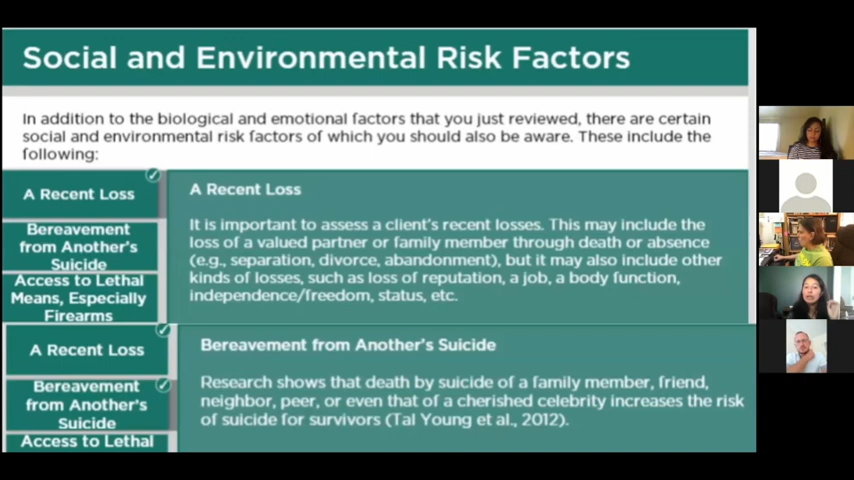 Social and Environmental Risk Factors
In addition to the biological and emotional factors that you just reviewed, there are certain
social and environmental risk factors of which you should also be aware. These include the
following:
A Recent Loss
Bereavement
from Another's
Suicide
Access to Lethal
Means, Especially
Firearms
A Recent Loss
It is important to assess a client's recent losses. This may include the
loss of a valued partner or family member through death or absence
(e.g., separation, divorce, abandonment), but it may also include other
kinds of losses, such as loss of reputation, a job, a body function,
independence/freedom, status, etc.
A Recent Loss
Bereavement
from Another's
Suicide
Access to Lethal
Bereavement from Another's Suicide
Research shows that death by suicide of a family member, friend,
neighbor, peer, or even that of a cherished celebrity increases the risk
of suicide for survivors (Tal Young et al., 2012).